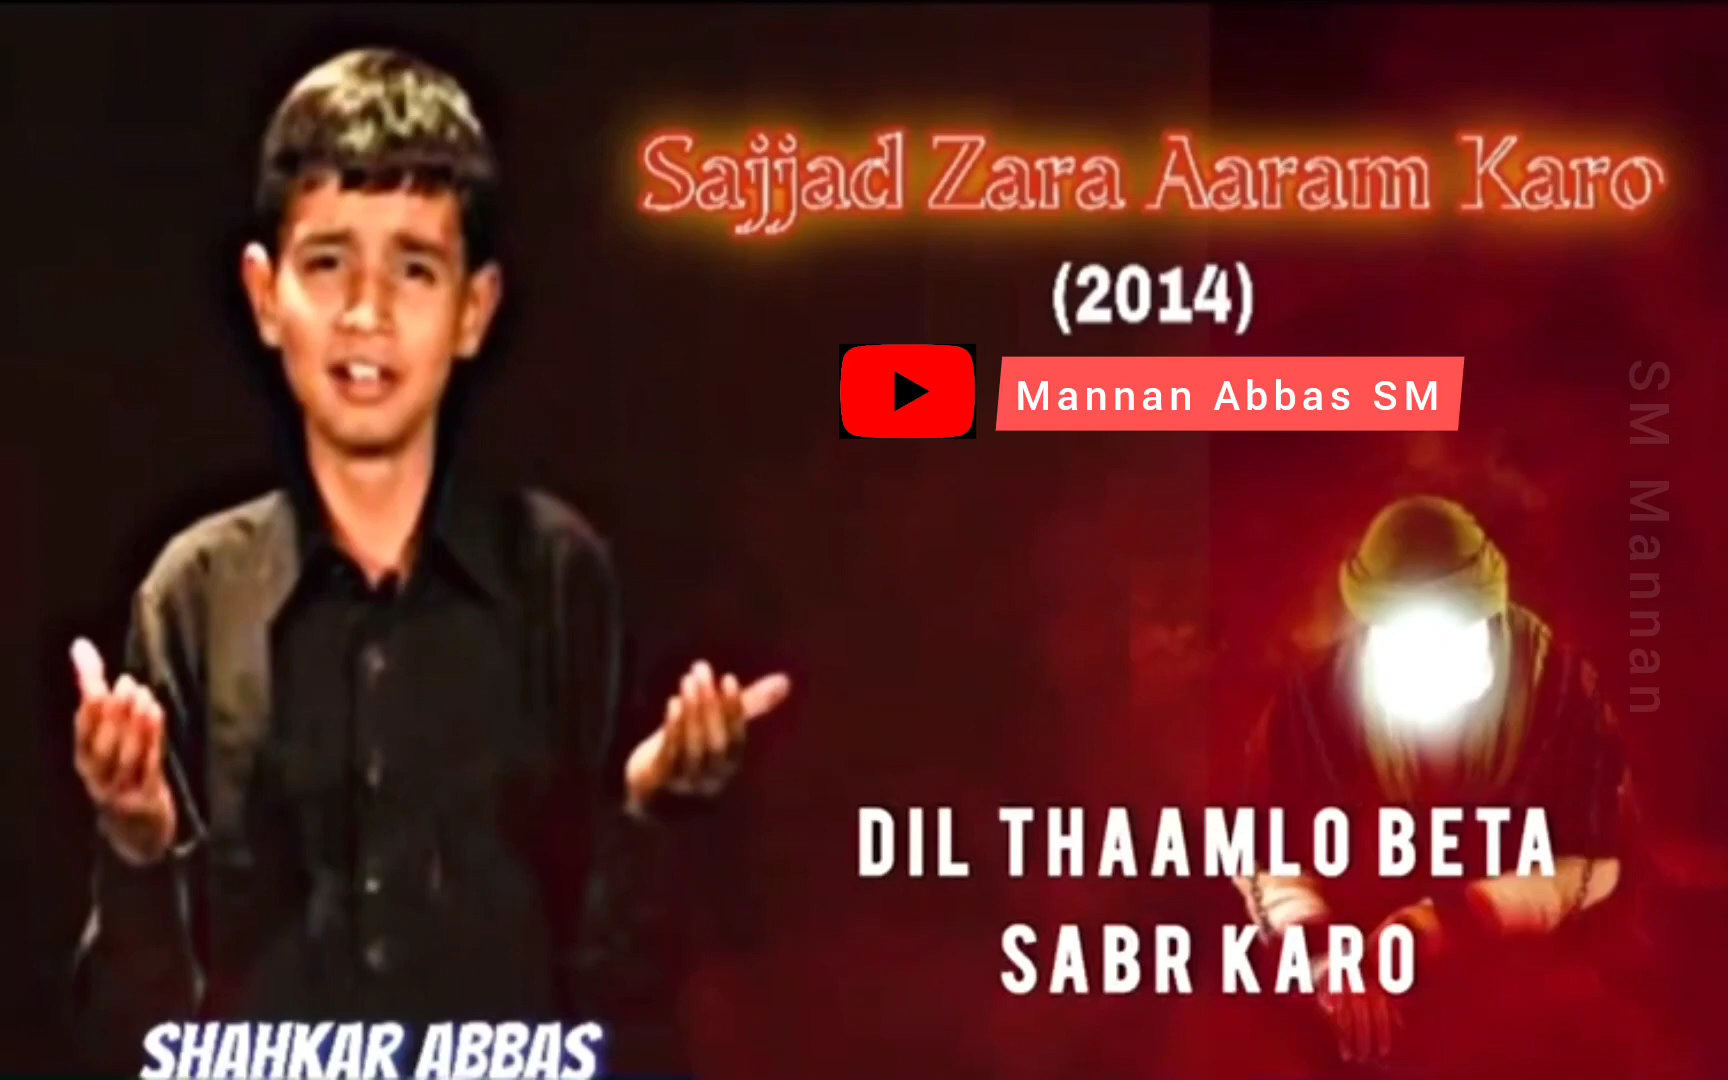 Sajjad Zara Aaram Karo
(2014)
Mannan Abbas SM
SM Mannan
DIL THAAMLO BETA
SABR KARO
SHAHKAR ABBAS